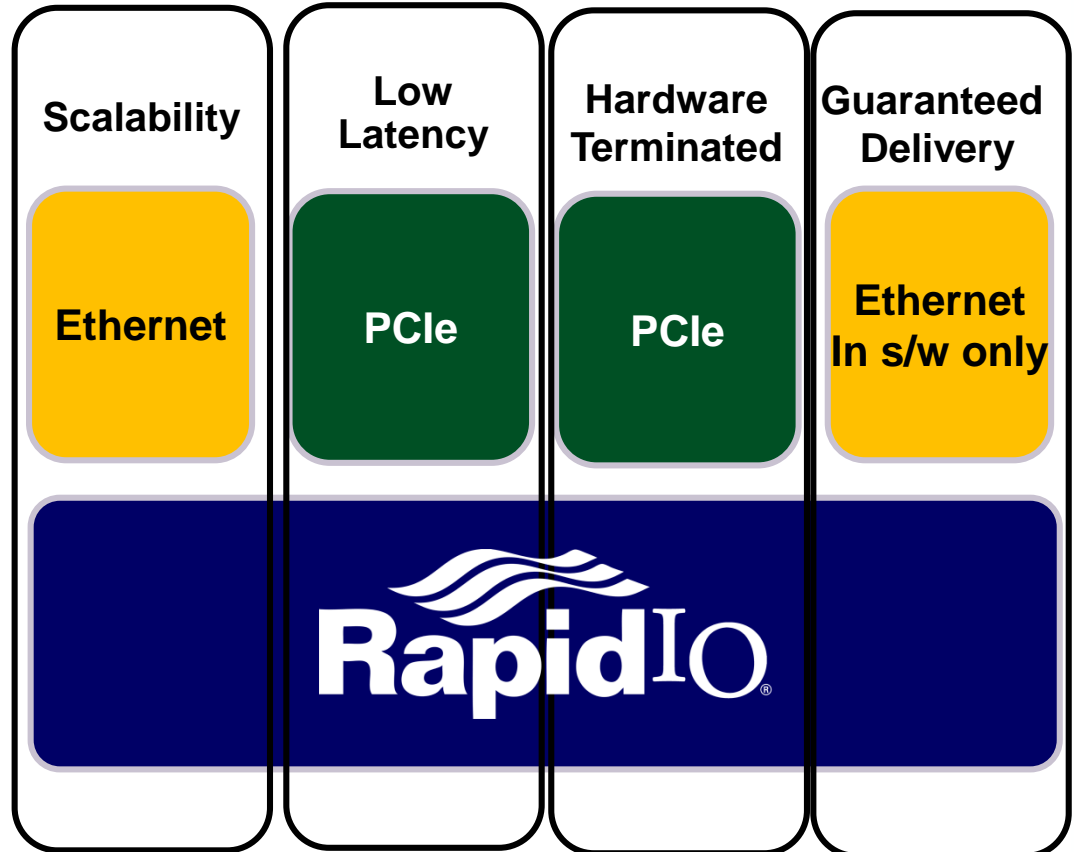 Scalability
Low
Latency
Hardware
Terminated
Guaranteed
Delivery
Ethernet
PCIe
PCIe
Ethernet
In s/w only
RapidIO®